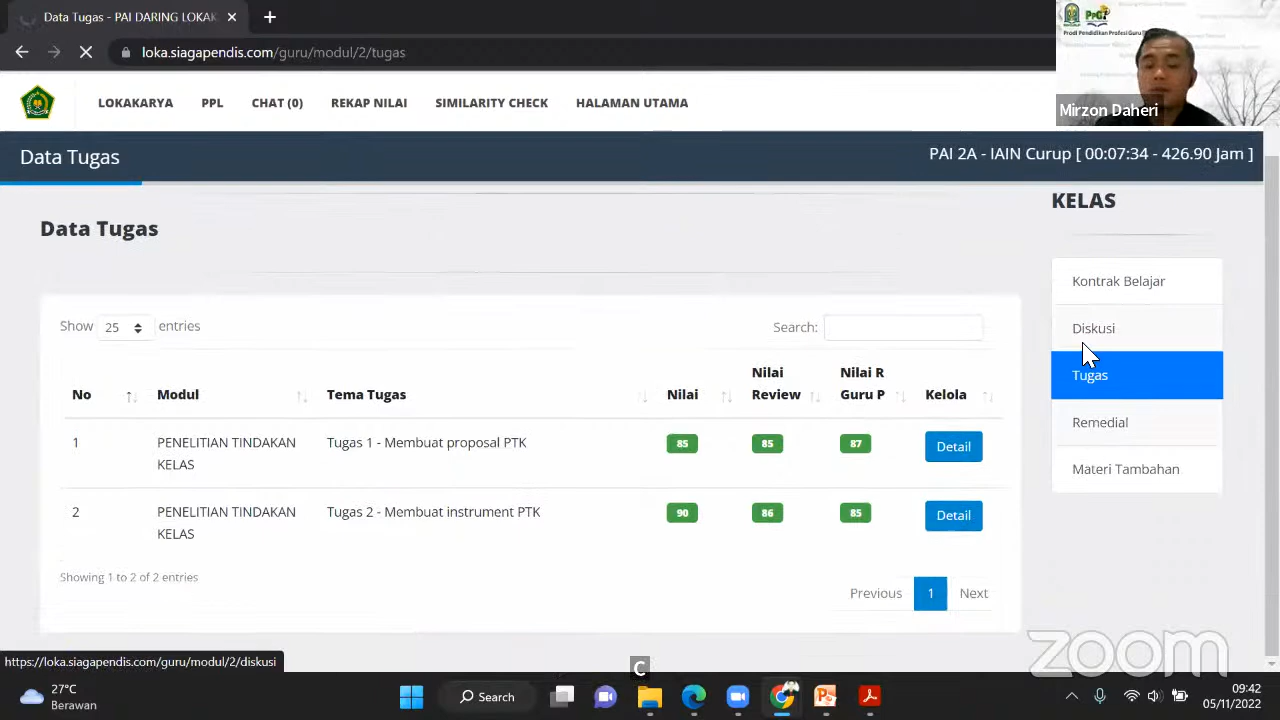 Data Tugas - PAI DARING LOKAK
loka.siagapendis.com/guru/modul/2/tugas
PPG
Prodi Pendidikan Profesi Guru
Mirzon Daheri
LOKAKARYA
PPL
CHAT (0)
REKAP NILAI
SIMILARITY CHECK
HALAMAN UTAMA
Data Tugas
PAI 2A - IAIN Curup [ 00:07:34 - 426.90 Jam ]
KELAS
Data Tugas
Kontrak Belajar
Diskusi
Tugas
Remedial
Materi Tambahan
Show 25 entries
Search:
No
Modul
Tema Tugas
Nilai
Nilai Review
Nilai R Guru P
Kelola
1
PENELITIAN TINDAKAN KELAS
Tugas 1 - Membuat proposal PTK
85
85
87
Detail
2
PENELITIAN TINDAKAN KELAS
Tugas 2 - Membuat instrument PTK
90
86
85
Detail
Showing 1 to 2 of 2 entries
Previous
1
Next
zoom
https://loka.siagapendis.com/guru/modul/2/diskusi
C
27°C
Berawan
Search
09:42
05/11/2022